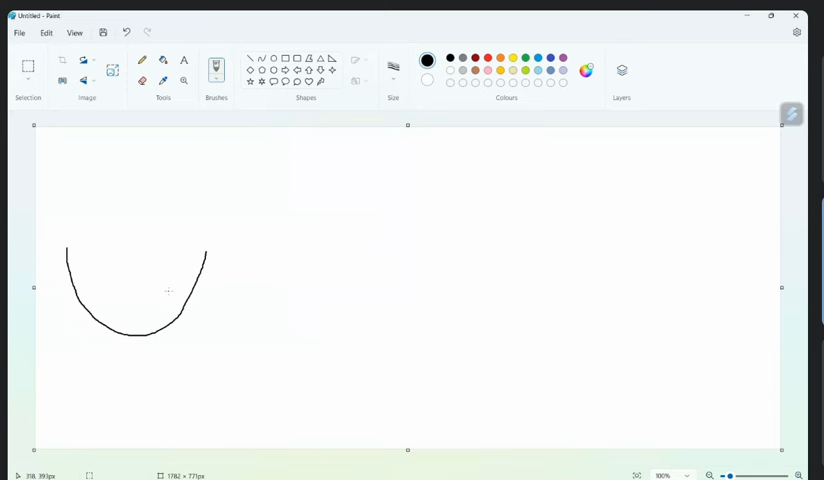 Untitled - Paint
File Edit View
Selection Image Tools Brushes Shapes Size Colours Layers
318, 393px 1782 × 771px 100%